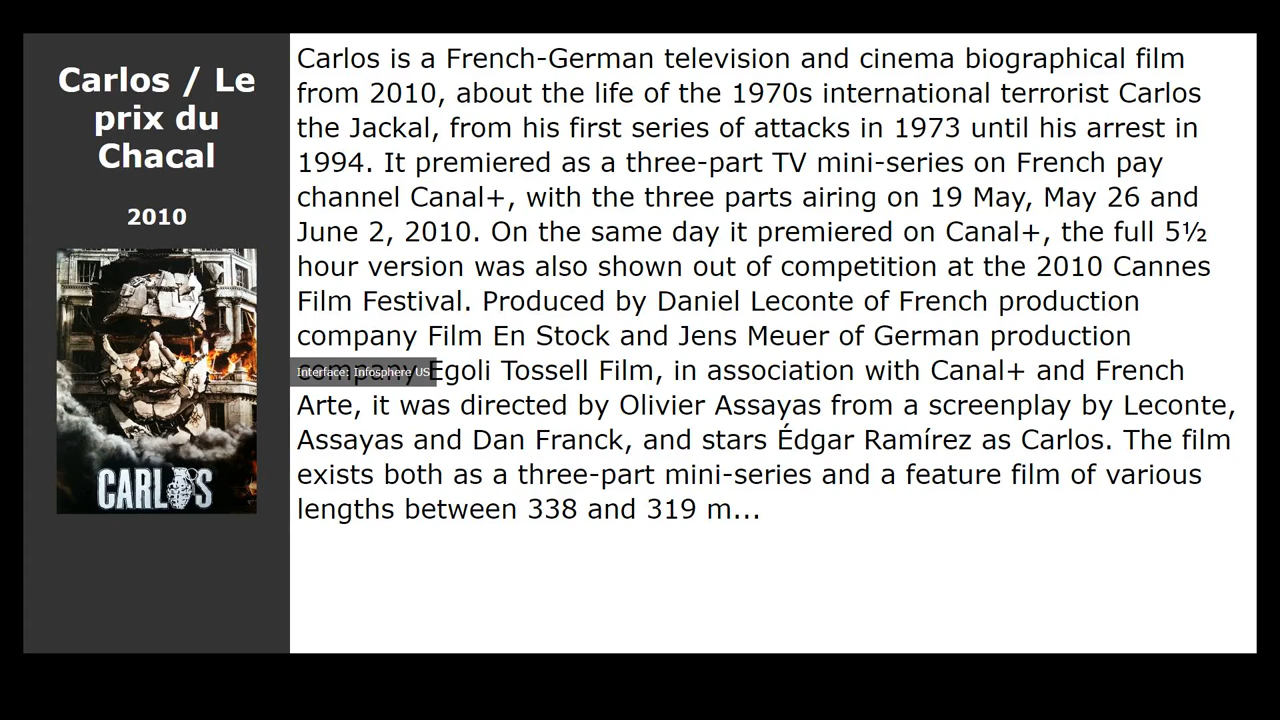 Carlos / Le
prix du
Chacal
2010
CARLOS
Carlos is a French-German television and cinema biographical film
from 2010, about the life of the 1970s international terrorist Carlos
the Jackal, from his first series of attacks in 1973 until his arrest in
1994. It premiered as a three-part TV mini-series on French pay
channel Canal+, with the three parts airing on 19 May, May 26 and
June 2, 2010. On the same day it premiered on Canal+, the full 5½
hour version was also shown out of competition at the 2010 Cannes
Film Festival. Produced by Daniel Leconte of French production
company Film En Stock and Jens Meuer of German production
company Egoli Tossell Film, in association with Canal+ and French
Interface: Infosphere US
Arte, it was directed by Olivier Assayas from a screenplay by Leconte,
Assayas and Dan Franck, and stars Édgar Ramírez as Carlos. The film
exists both as a three-part mini-series and a feature film of various
lengths between 338 and 319 m...